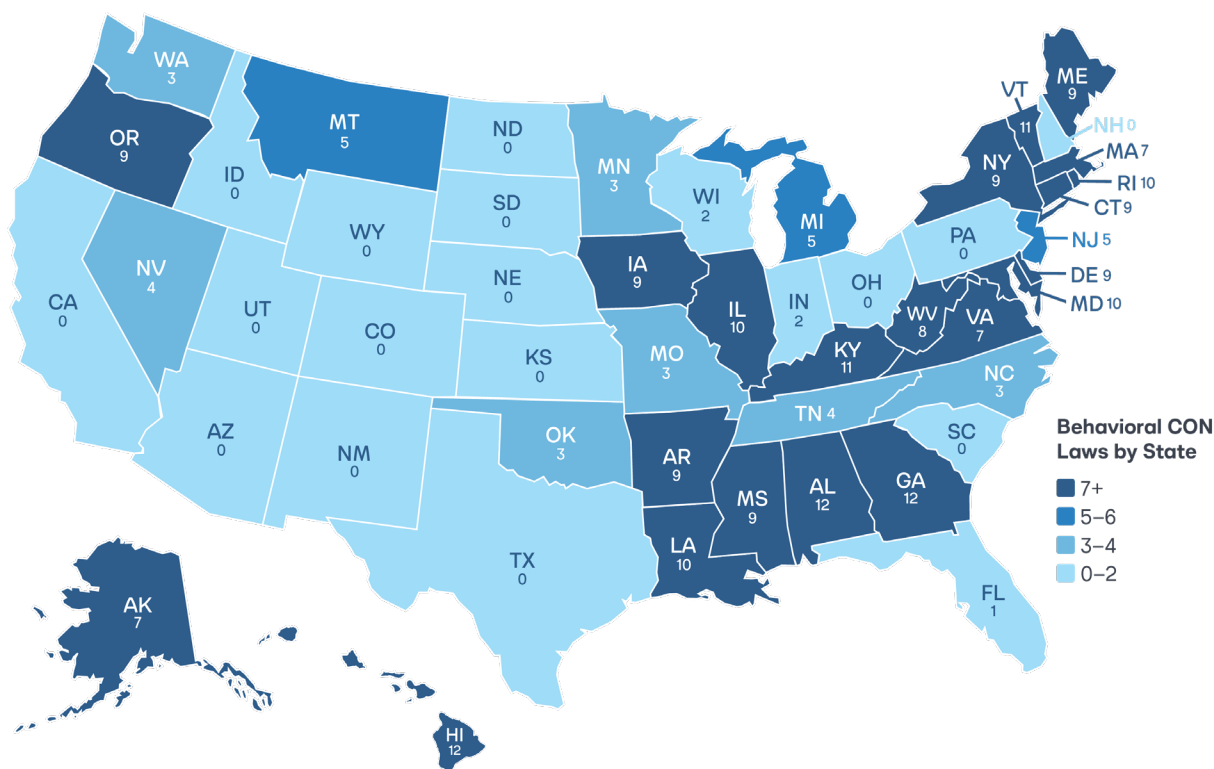 WA
3
OR
9
MT
5
ID
0
ND
0
MN
3
SD
0
WI
2
WY
0
MI
5
NV
4
CA
0
UT
0
CO
0
NE
0
IA
9
IL
10
IN
2
OH
0
PA
0
NY
9
VT
11
ME
9
NH 0
MA 7
RI 10
CT 9
NJ 5
DE 9
MD 10
WV
8
VA
7
KY
11
KS
0
MO
3
TN 4
NC
3
SC
0
AZ
0
NM
0
OK
3
AR
9
MS
9
AL
12
GA
12
LA
10
TX
0
FL
1
AK
7
HI
12
Behavioral CON
Laws by State
7+
5–6
3–4
0–2